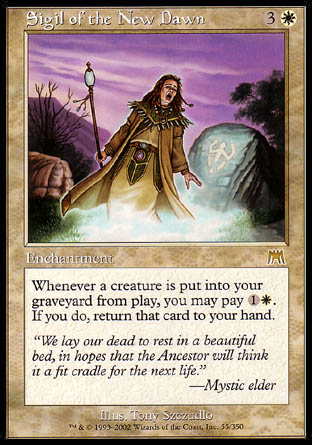 Sigil of the New Dawn 3
Enchantment
Whenever a creature is put into your
graveyard from play, you may pay 1.
If you do, return that card to your hand.
"We lay our dead to rest in a beautiful
bed, in hopes that the Ancestor will think
it a fit cradle for the next life."
—Mystic elder
Illus. Tony Szczudlo
™ & © 1993–2002 Wizards of the Coast, Inc. 55/350